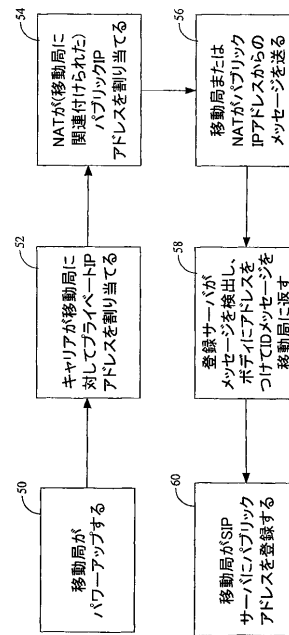 50
移動局が
パワーアップする
52
キャリアが移動局に
対してプライベートIP
アドレスを割り当てる
54
NATが(移動局に
関連付けられた)
パブリックIP
アドレスを割り当てる
56
移動局または
NATがパブリック
IPアドレスからの
メッセージを送る
58
登録サーバが
メッセージを検出し、
ボディにアドレスを
つけてIDメッセージを
移動局に返す
60
移動局がSIP
サーバにパブリック
アドレスを登録する